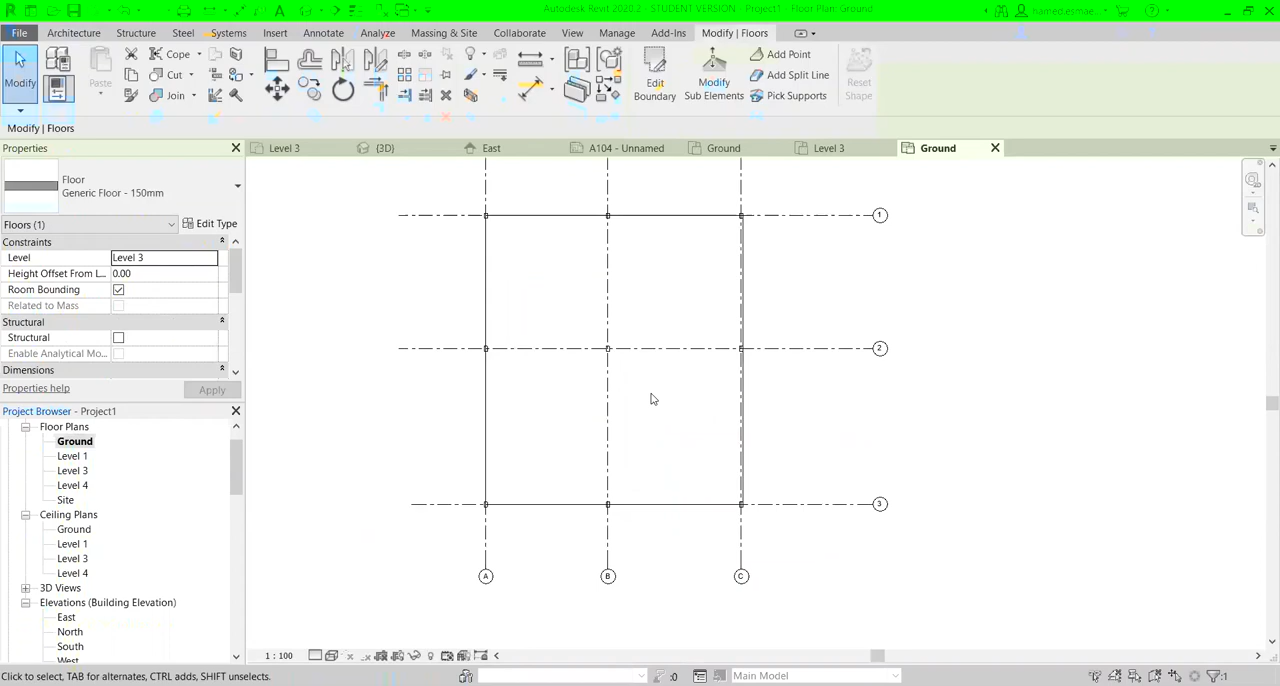 Autodesk Revit 2020.2 - STUDENT VERSION - Project1 Floor Plan: Ground
hamed.esmae...
File Architecture Structure Steel Systems Insert Annotate Analyze Massing & Site Collaborate View Manage Add-Ins Modify | Floors
Modify
Paste
Cope
Cut
Join
Edit
Boundary
Modify
Sub Elements
Add Point
Add Split Line
Pick Supports
Reset
Shape
Modify | Floors
Properties
Level 3 {3D} East A104 - Unnamed Ground Level 3 Ground
Floor
Generic Floor - 150mm
Floors (1) Edit Type
Constraints
Level Level 3
Height Offset From L... 0.00
Room Bounding
Related to Mass
Structural
Structural
Enable Analytical Mo...
Dimensions
Properties help Apply
Project Browser - Project1
Floor Plans
Ground
Level 1
Level 3
Level 4
Site
Ceiling Plans
Ground
Level 1
Level 3
Level 4
3D Views
Elevations (Building Elevation)
East
North
South
West
1
2
3
A B C
1 : 100
Click to select, TAB for alternates, CTRL adds, SHIFT unselects. :0 Main Model :1